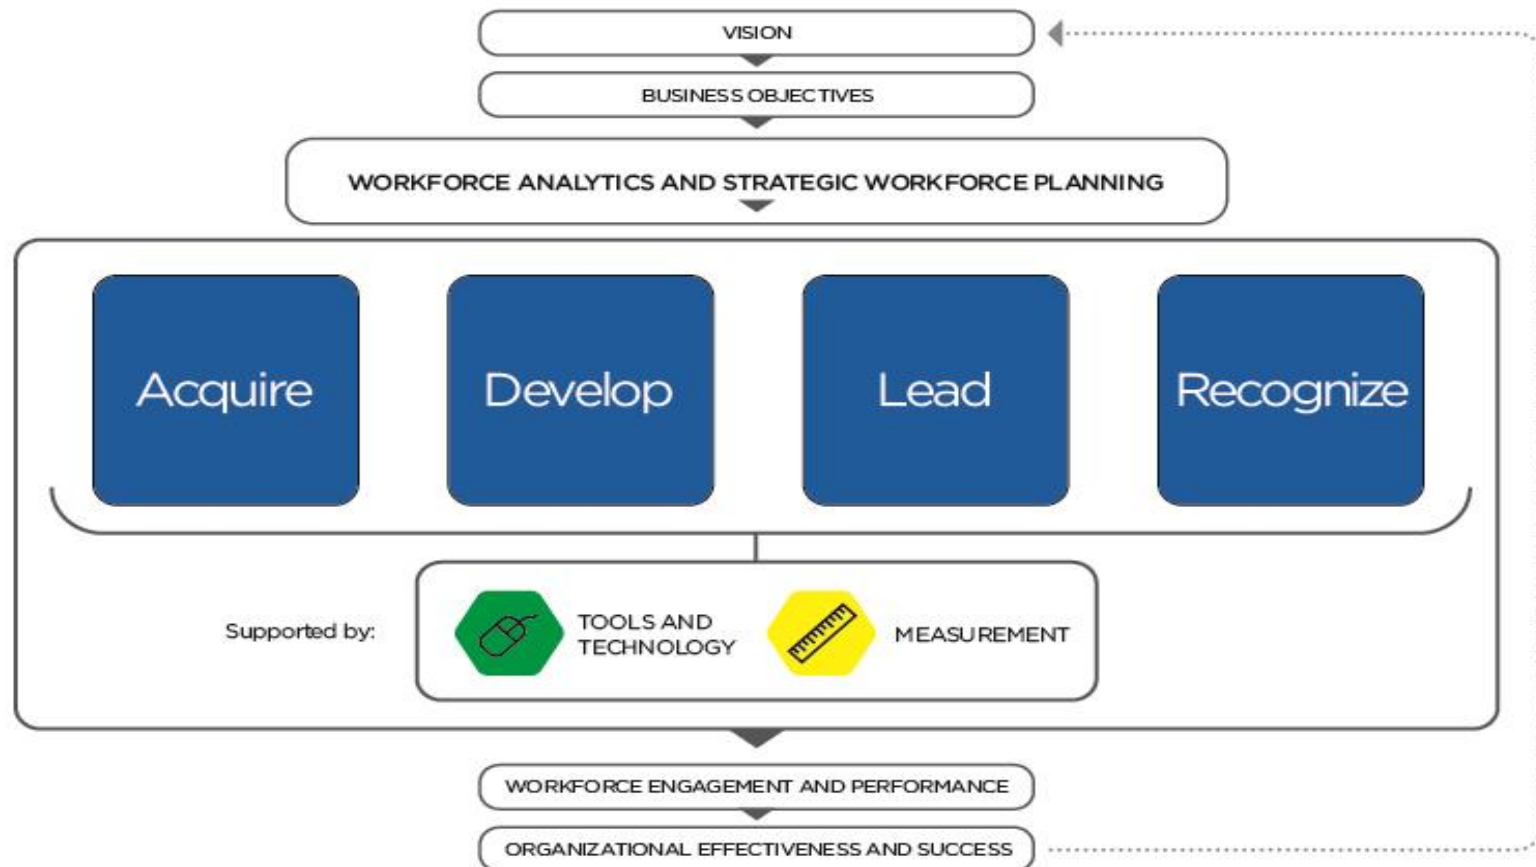 VISION
BUSINESS OBJECTIVES
WORKFORCE ANALYTICS AND STRATEGIC WORKFORCE PLANNING
Acquire
Develop
Lead
Recognize
Supported by:
TOOLS AND
TECHNOLOGY
MEASUREMENT
WORKFORCE ENGAGEMENT AND PERFORMANCE
ORGANIZATIONAL EFFECTIVENESS AND SUCCESS